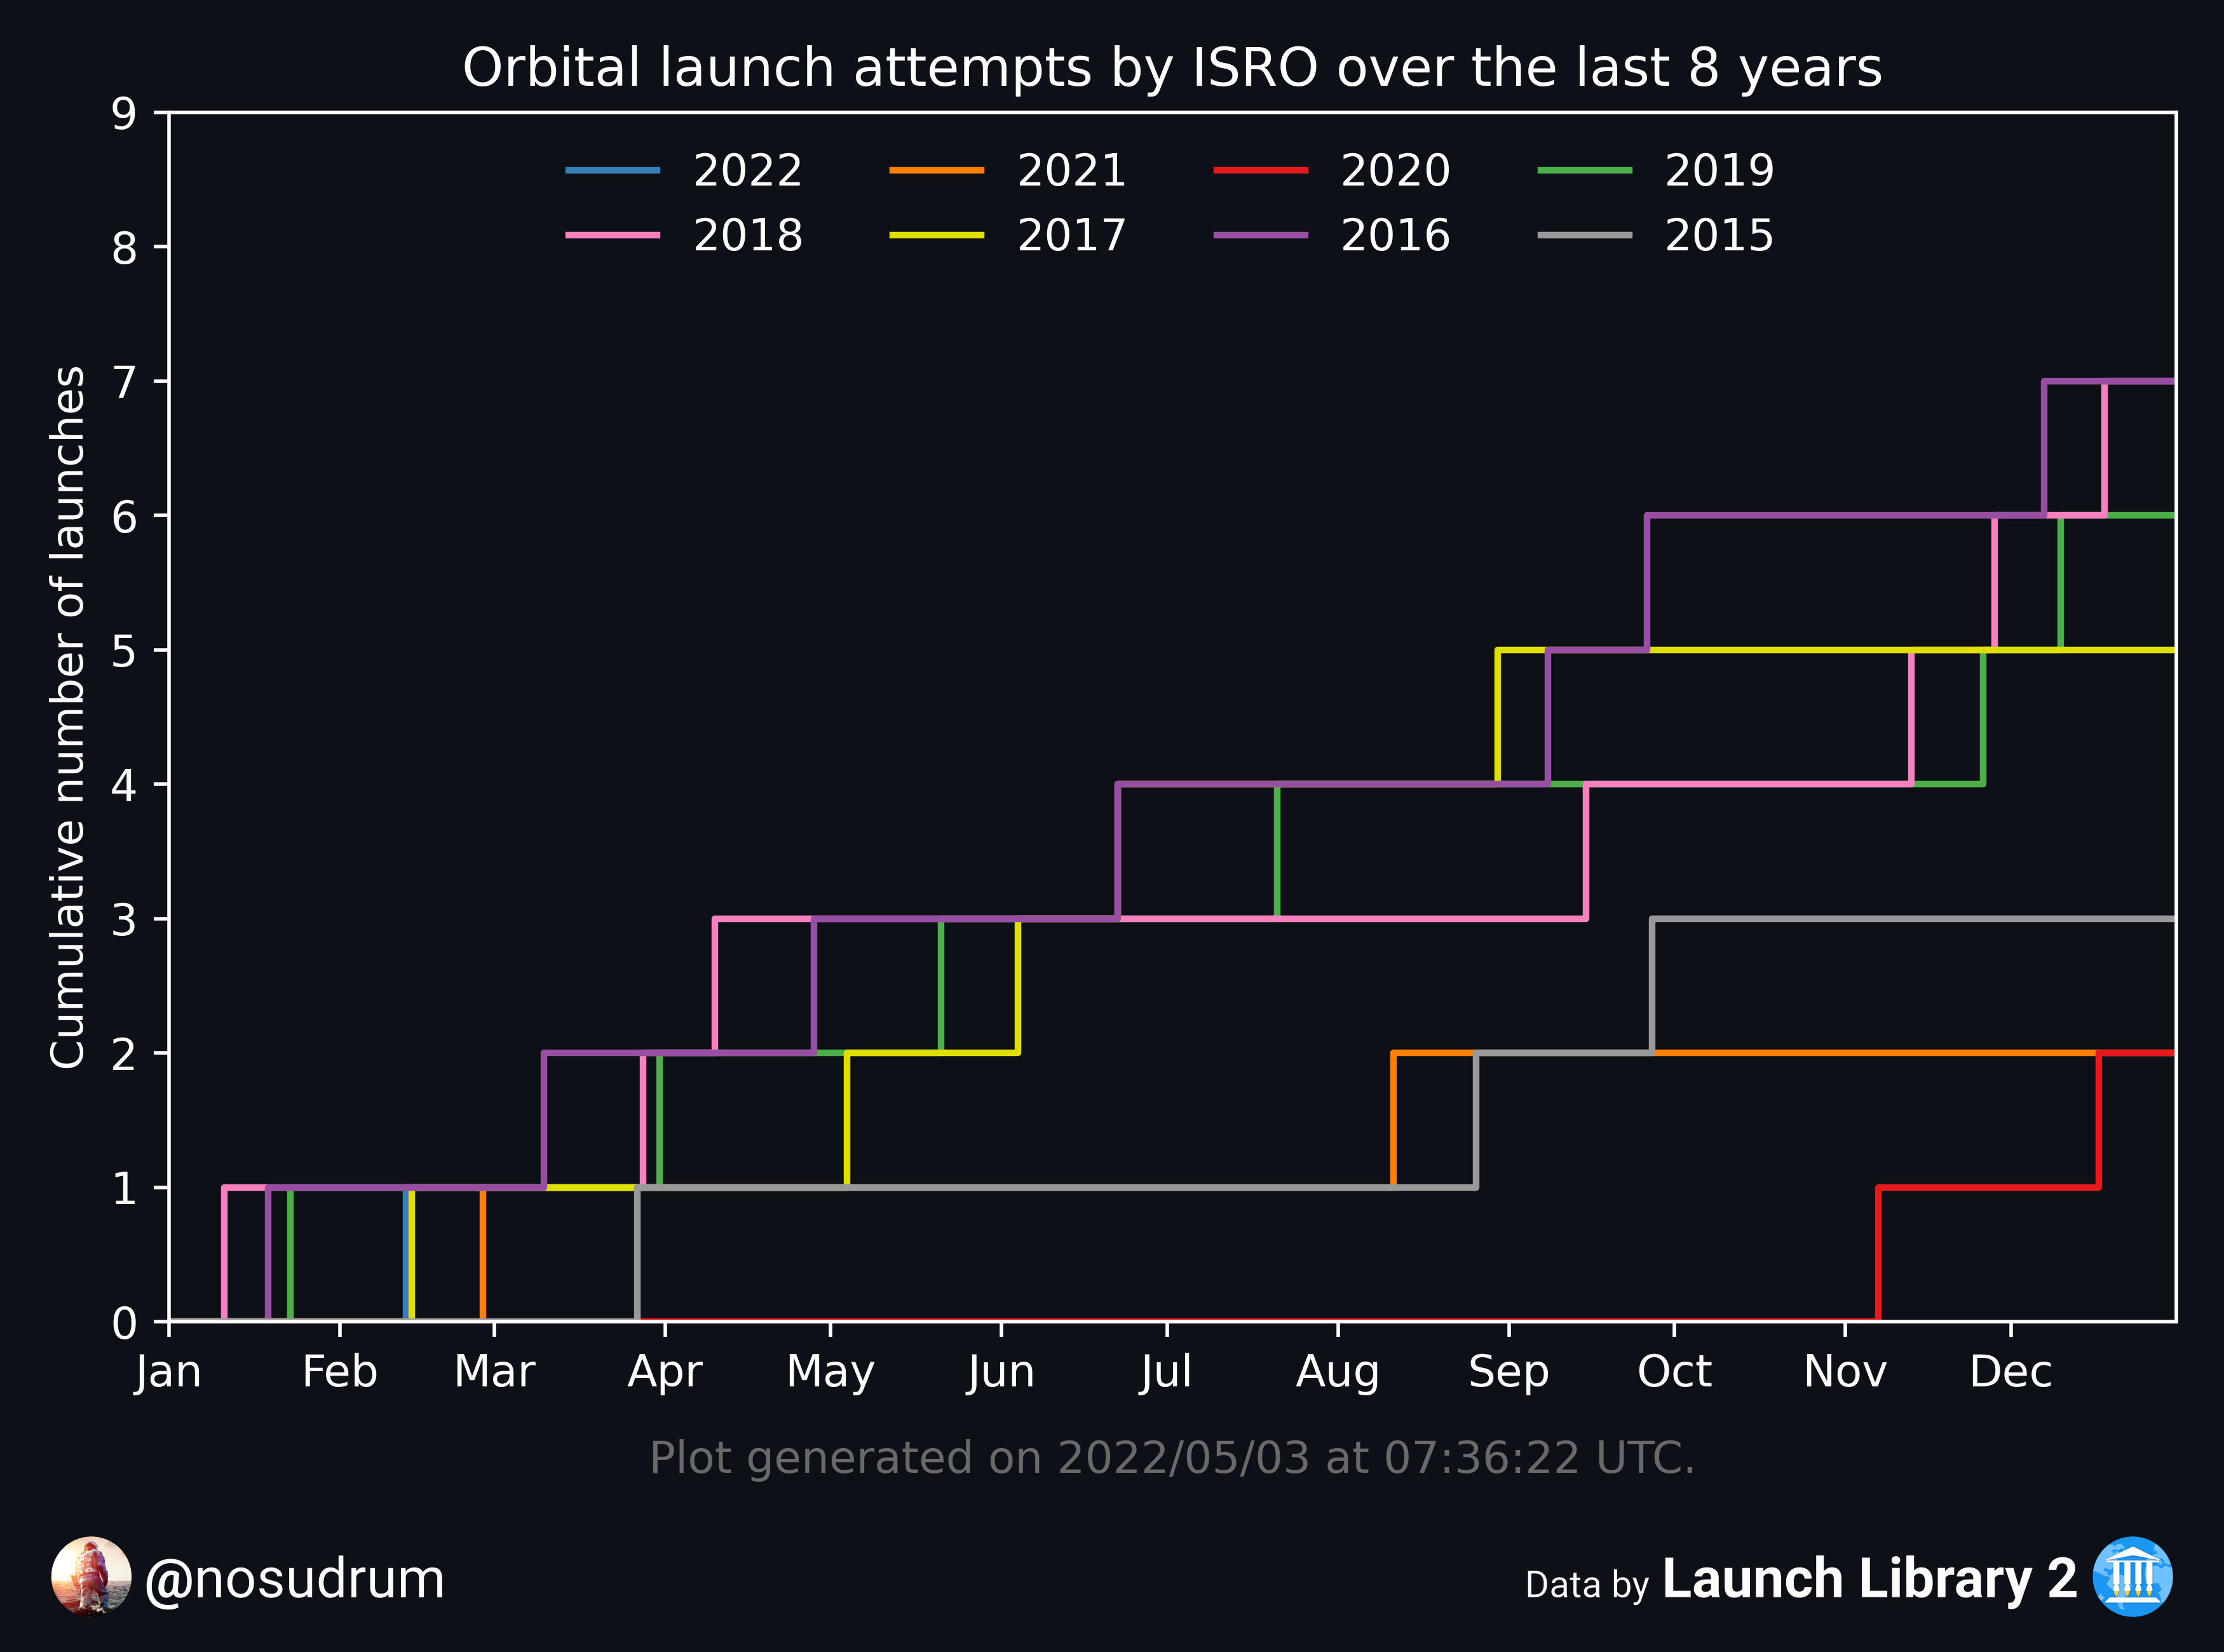 Orbital launch attempts by ISRO over the last 8 years
9
8
7
6
5
4
3
2
1
0
Cumulative number of launches
2022 2021 2020 2019
2018 2017 2016 2015
Jan Feb Mar Apr May Jun Jul Aug Sep Oct Nov Dec
Plot generated on 2022/05/03 at 07:36:22 UTC.
@nosudrum
Data by Launch Library 2